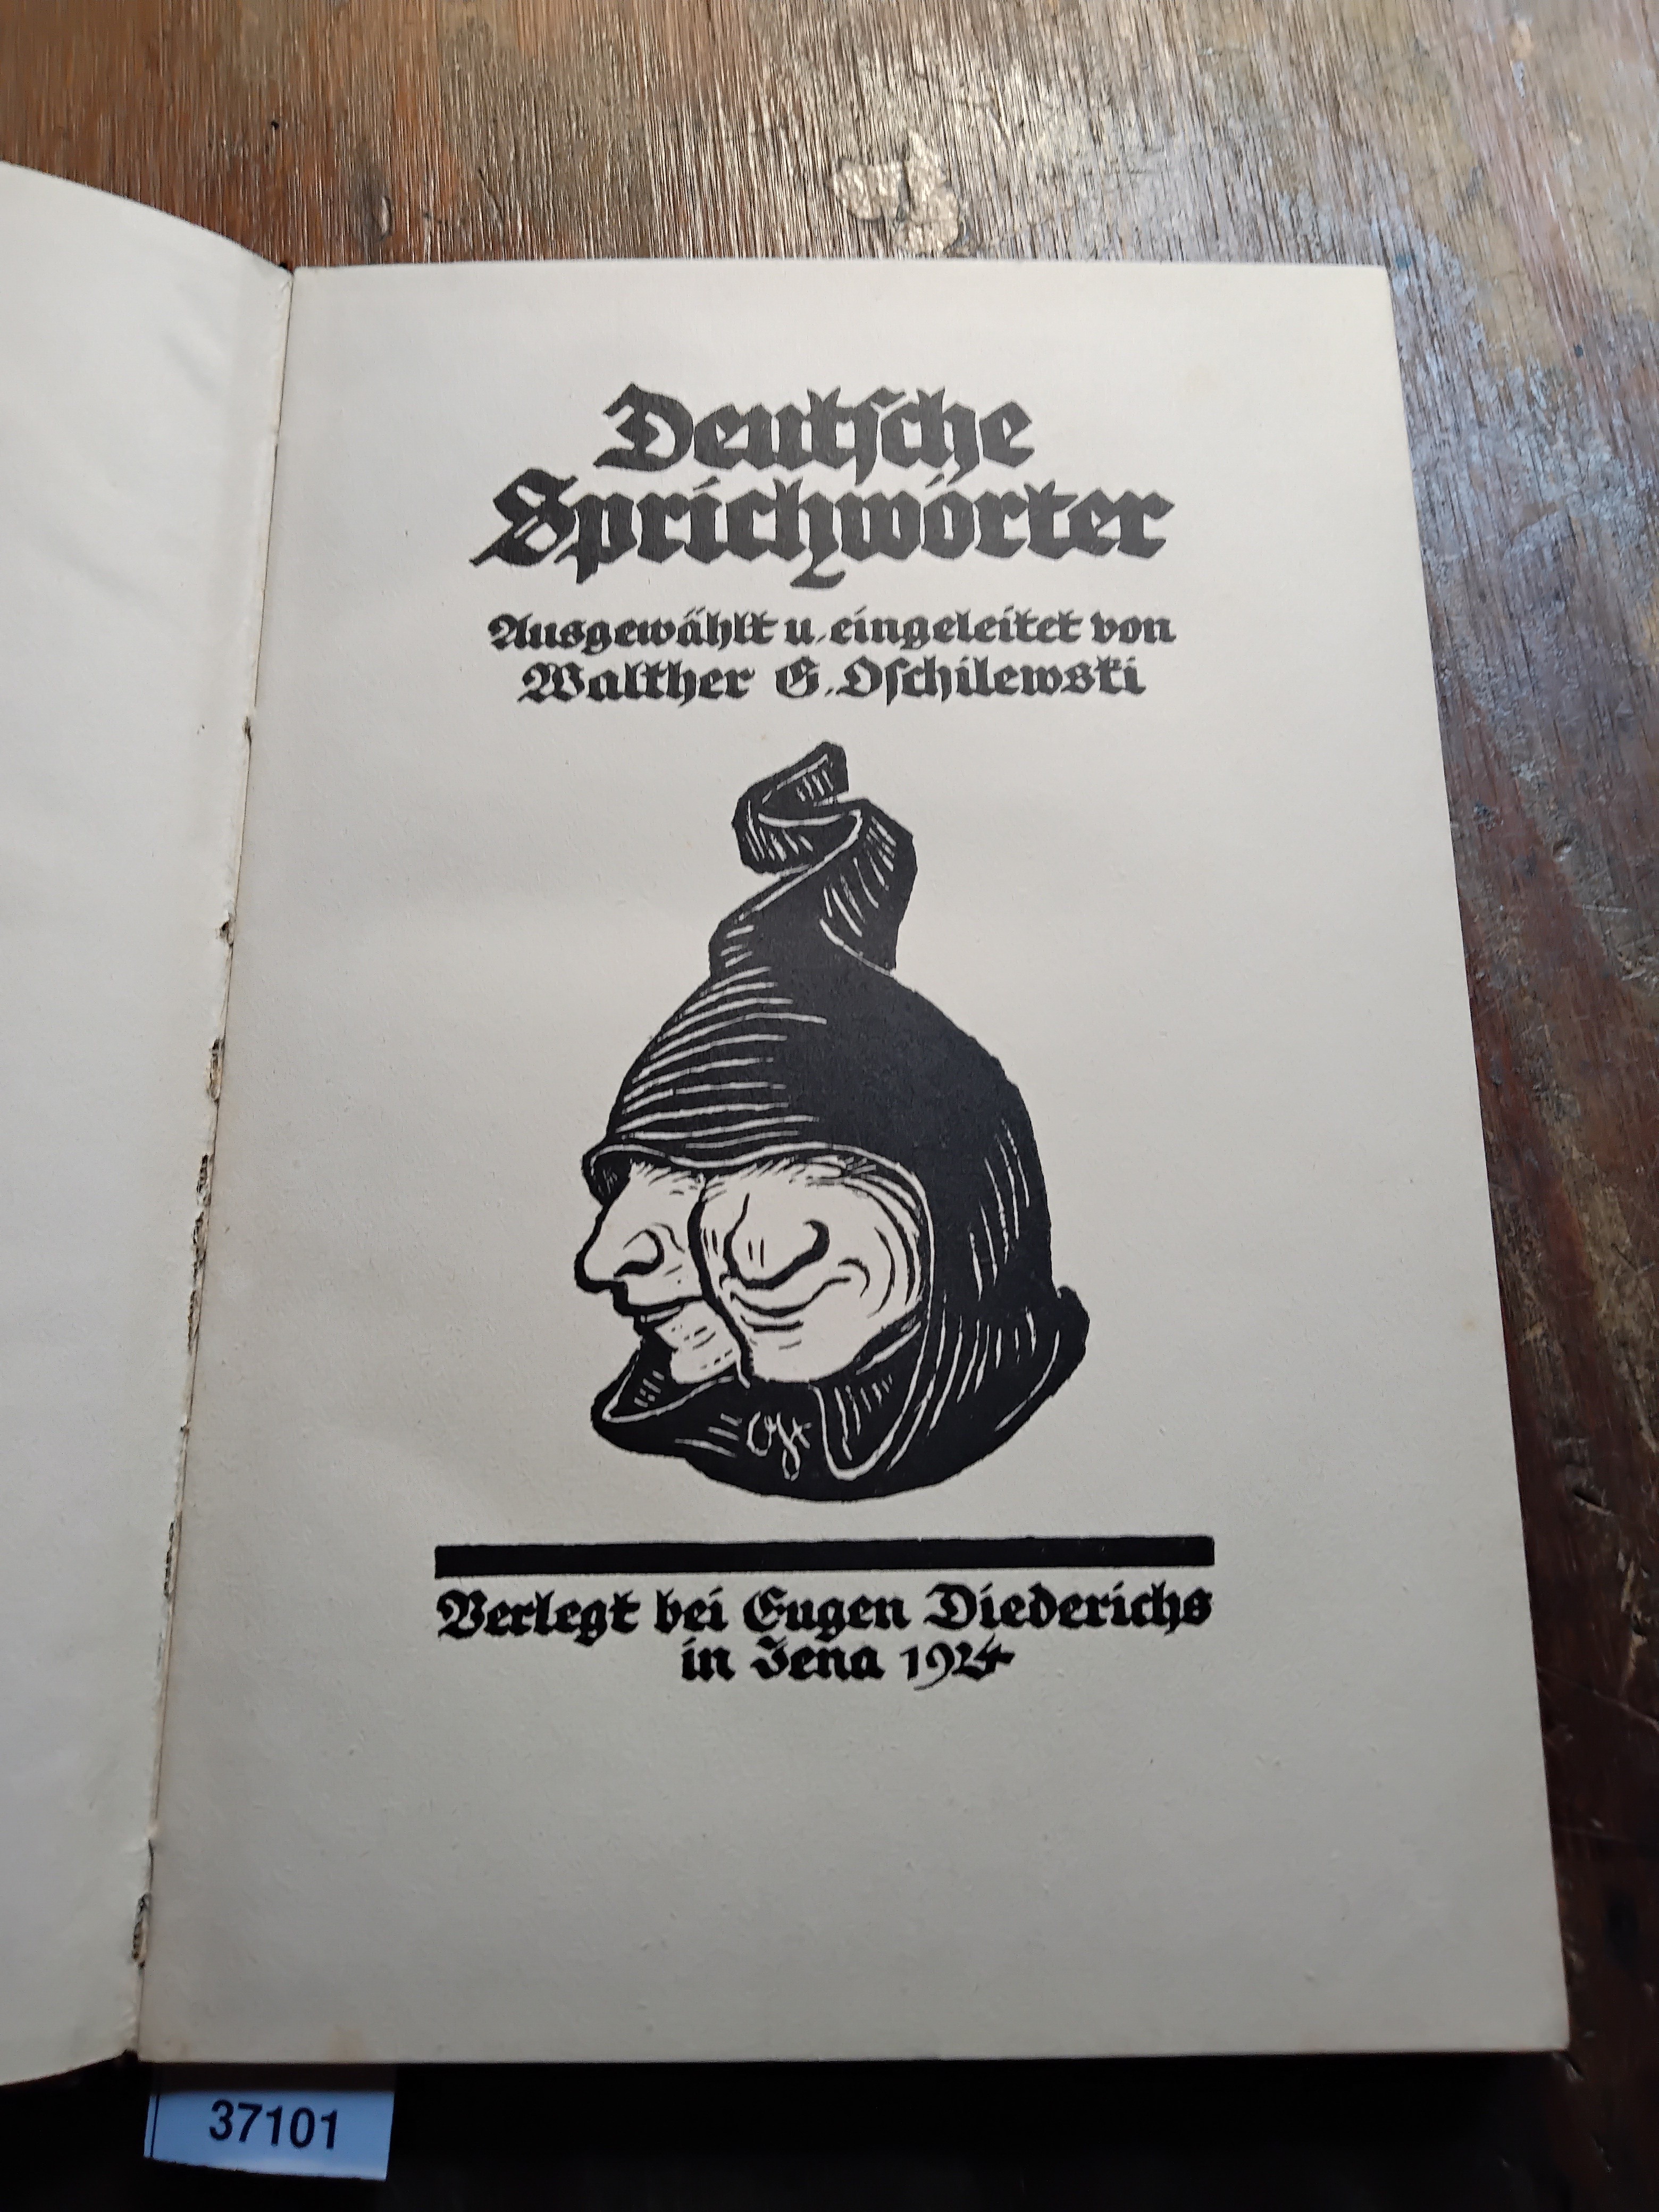 Deutsche
Sprichwörter
Ausgewählt u. eingeleitet von
Walther G. Oschilewski
Verlegt bei Eugen Diederichs
in Jena 1924
37101